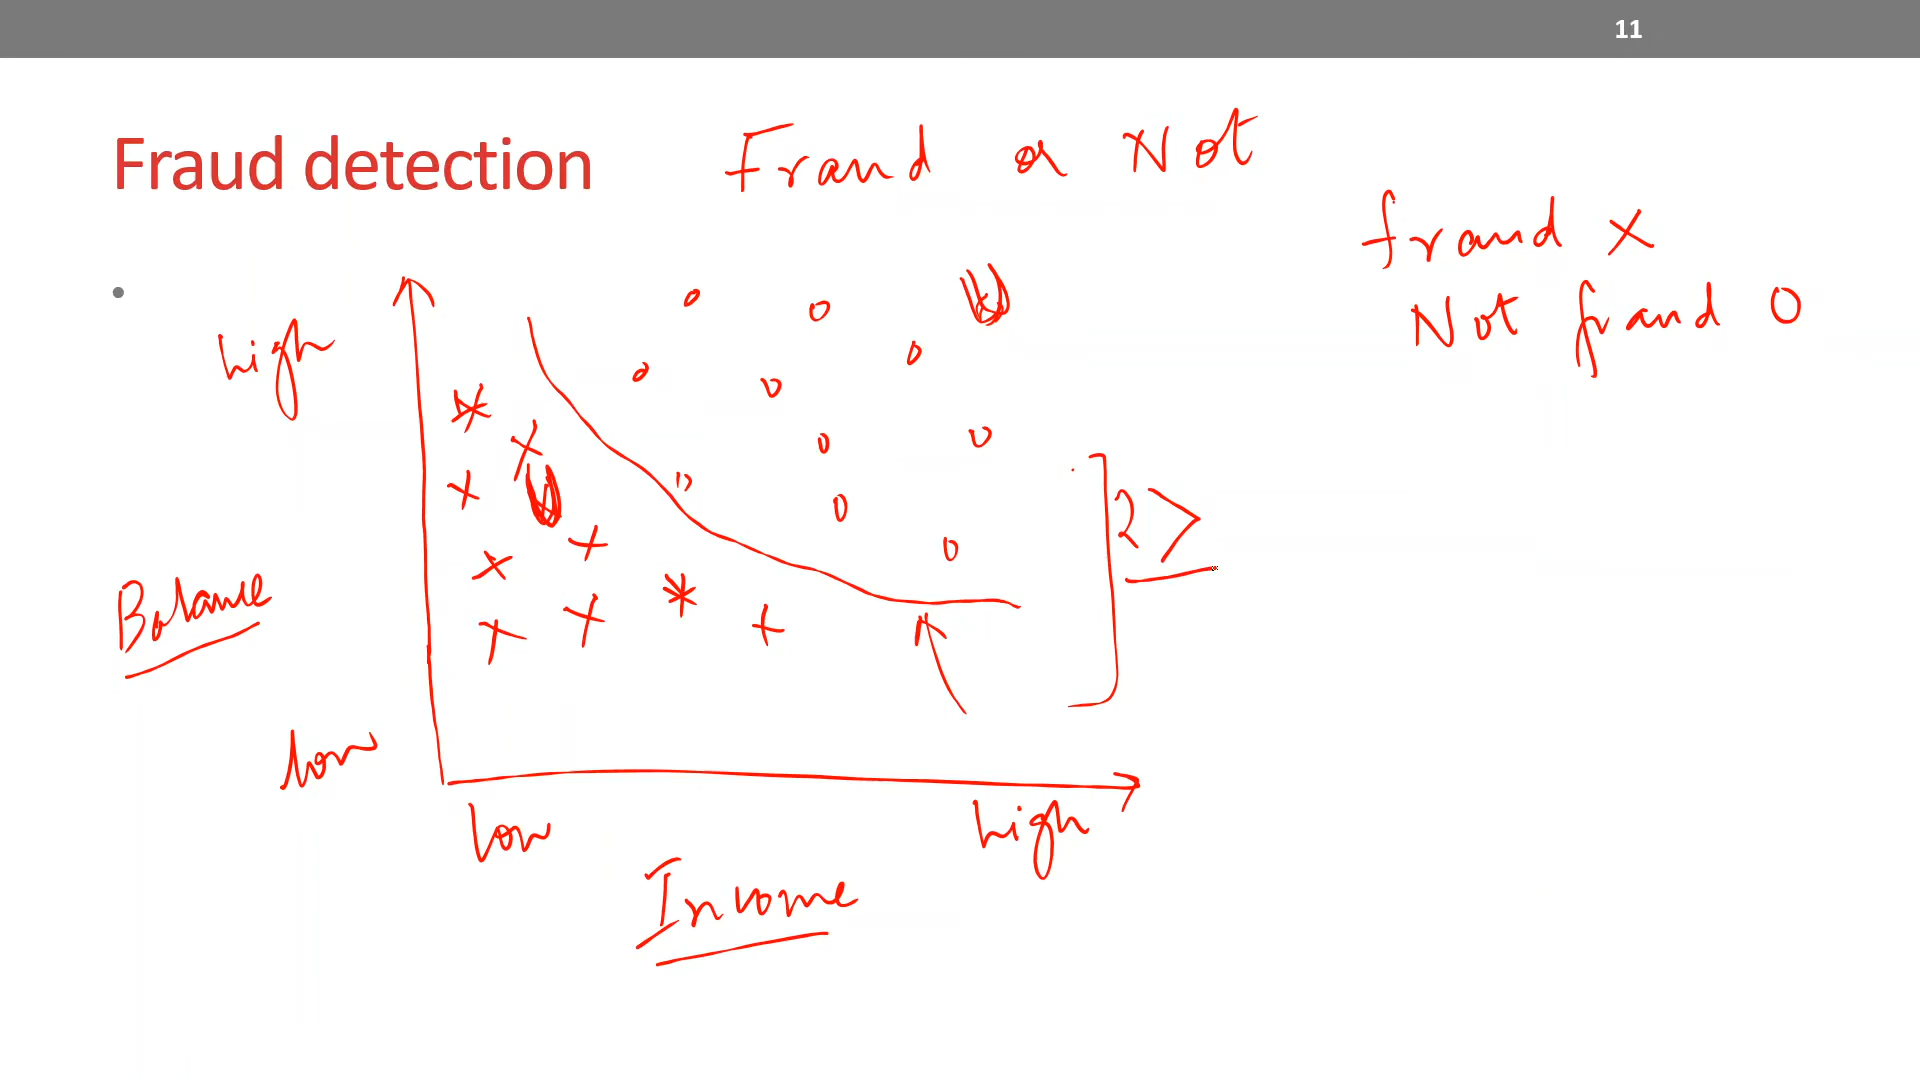 11
Fraud detection
Fraud or Not
fraud x
Not fraud 0
high
Balance
low
low
high
Income